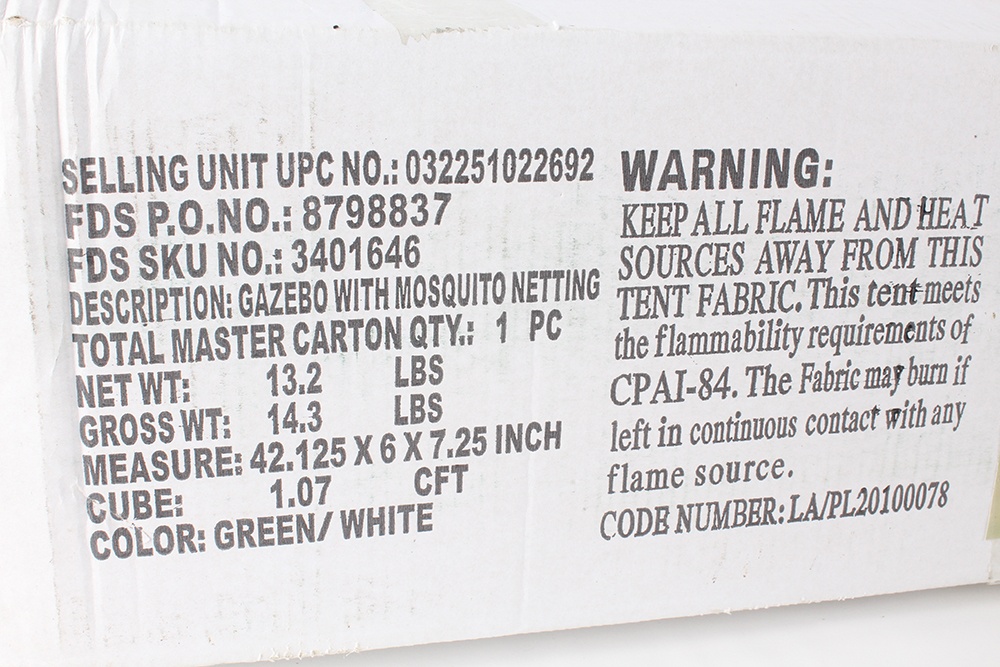 SELLING UNIT UPC NO.: 032251022692
FDS P.O.NO.: 8798837
FDS SKU NO.: 3401646
DESCRIPTION: GAZEBO WITH MOSQUITO NETTING
TOTAL MASTER CARTON QTY.: 1 PC
NET WT: 13.2 LBS
GROSS WT: 14.3 LBS
MEASURE: 42.125 X 6 X 7.25 INCH
CUBE: 1.07 CFT
COLOR: GREEN/ WHITE
WARNING:
KEEP ALL FLAME AND HEAT
SOURCES AWAY FROM THIS
TENT FABRIC. This tent meets
the flammability requirements of
CPAI-84. The Fabric may burn if
left in continuous contact with any
flame source.
CODE NUMBER: LA/PL20100078